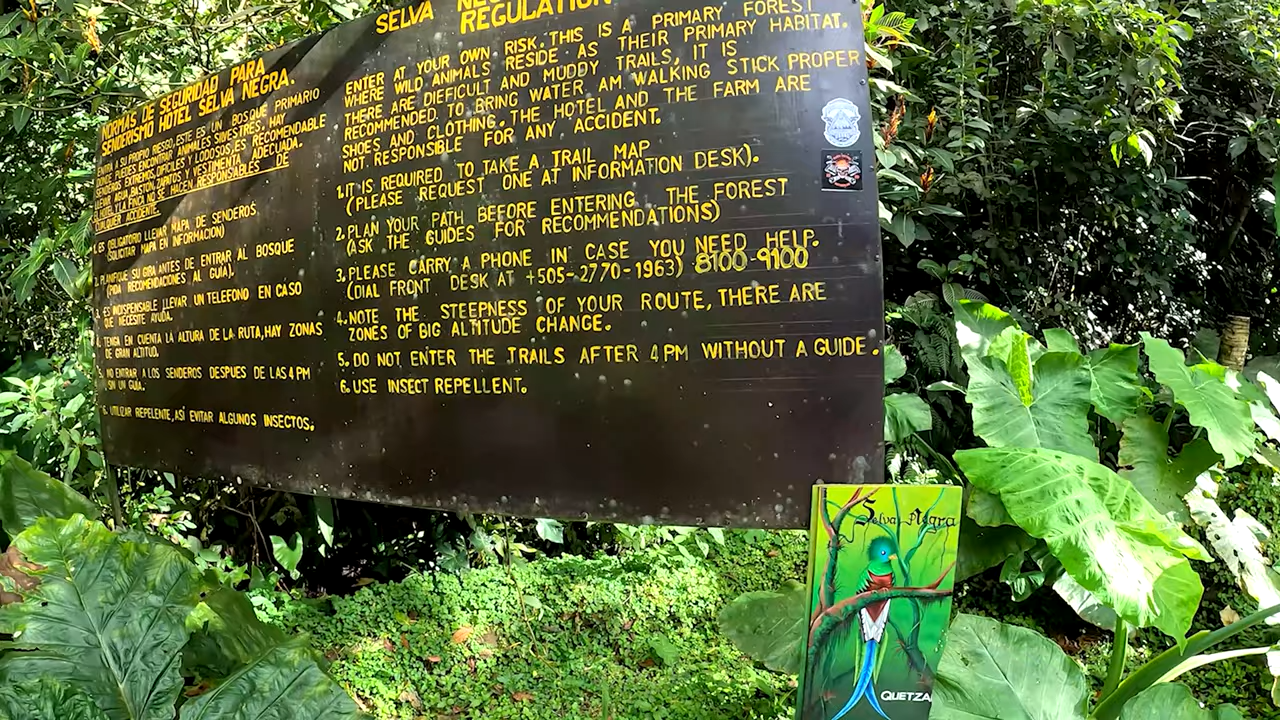 NORMAS DE SEGURIDAD PARA
SENDERISMO HOTEL SELVA NEGRA.
ENTRA A SU PROPIO RIESGO, ESTE ES UN BOSQUE PRIMARIO
DONDE PUEDES ENCONTRAR ANIMALES SILVESTRES. HAY
SENDEROS EXTREMOS, DIFICILES Y LODOSOS, ES RECOMENDABLE
LLEVAR AGUA, BASTON, ZAPATOS Y VESTIMENTA ADECUADA.
EL HOTEL Y LA FINCA NO SE HACEN RESPONSABLES DE
CUALQUIER ACCIDENTE.
1. ES OBLIGATORIO LLEVAR MAPA DE SENDEROS
(SOLICITAR MAPA EN INFORMACION)
2. PLANIFIQUE SU GIRA ANTES DE ENTRAR AL BOSQUE
(PIDA RECOMENDACIONES AL GUÍA).
3. ES INDISPENSABLE LLEVAR UN TELEFONO EN CASO
QUE NECESITE AYUDA.
4. TENGA EN CUENTA LA ALTURA DE LA RUTA, HAY ZONAS
DE GRAN ALTITUD.
5. NO ENTRAR A LOS SENDEROS DESPUES DE LAS 4 PM
SIN UN GUÍA.
6. UTILIZAR REPELENTE, ASÍ EVITAR ALGUNOS INSECTOS.
SELVA
REGULATION
ENTER AT YOUR OWN RISK. THIS IS A PRIMARY FOREST
WHERE WILD ANIMALS RESIDE AS THEIR PRIMARY HABITAT.
THERE ARE DIEFICULT AND MUDDY TRAILS, IT IS
RECOMMENDED TO BRING WATER, AM WALKING STICK PROPER
SHOES AND CLOTHING. THE HOTEL AND THE FARM ARE
NOT RESPONSIBLE FOR ANY ACCIDENT.
1. IT IS REQUIRED TO TAKE A TRAIL MAP
(PLEASE REQUEST ONE AT INFORMATION DESK).
2. PLAN YOUR PATH BEFORE ENTERING THE FOREST
(ASK THE GUIDES FOR RECOMMENDATIONS)
3. PLEASE CARRY A PHONE IN CASE YOU NEED HELP.
(DIAL FRONT DESK AT +505-2770-1963) 8100-9100
4. NOTE THE STEEPNESS OF YOUR ROUTE, THERE ARE
ZONES OF BIG ALTITUDE CHANGE.
5. DO NOT ENTER THE TRAILS AFTER 4 PM WITHOUT A GUIDE.
6. USE INSECT REPELLENT.
Selva Negra
QUETZAL